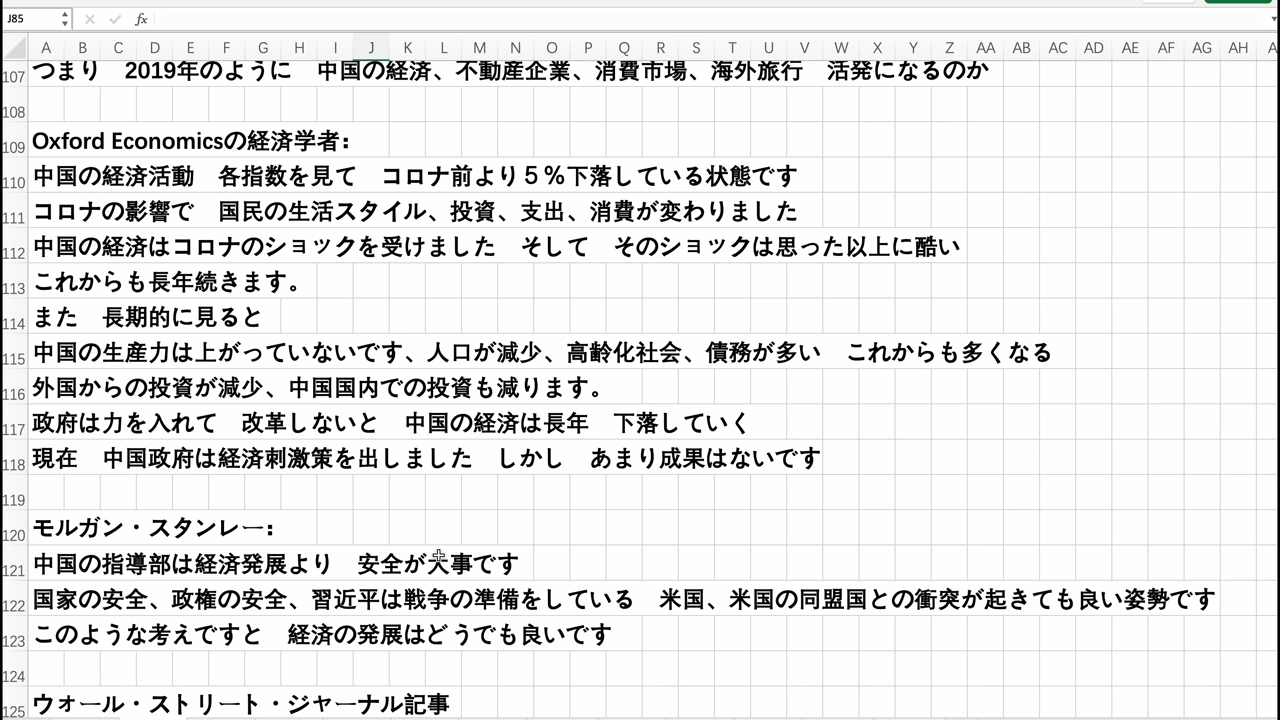 J85
fx
A B C D E F G H I J K L M N O P Q R S T U V W X Y Z AA AB AC AD AE AF AG AH A
107 つまり　2019年のように　中国の経済、不動産企業、消費市場、海外旅行　活発になるのか
108
109 Oxford Economicsの経済学者：
110 中国の経済活動　各指数を見て　コロナ前より５％下落している状態です
111 コロナの影響で　国民の生活スタイル、投資、支出、消費が変わりました
112 中国の経済はコロナのショックを受けました　そして　そのショックは思った以上に酷い
113 これからも長年続きます。
114 また　長期的に見ると
115 中国の生産力は上がっていないです、人口が減少、高齢化社会、債務が多い　これからも多くなる
116 外国からの投資が減少、中国国内での投資も減ります。
117 政府は力を入れて　改革しないと　中国の経済は長年　下落していく
118 現在　中国政府は経済刺激策を出しました　しかし　あまり成果はないです
119
120 モルガン・スタンレー：
121 中国の指導部は経済発展より　安全が大事です
122 国家の安全、政権の安全、習近平は戦争の準備をしている　米国、米国の同盟国との衝突が起きても良い姿勢です
123 このような考えですと　経済の発展はどうでも良いです
124
125 ウォール・ストリート・ジャーナル記事